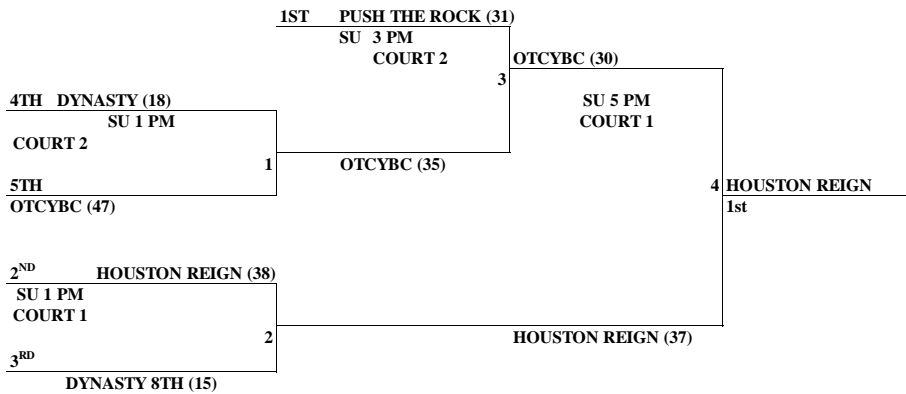 1ST PUSH THE ROCK (31)
SU 3 PM
COURT 2
3
OTCYBC (30)
SU 5 PM
COURT 1
4TH DYNASTY (18)
SU 1 PM
COURT 2
1
OTCYBC (35)
5TH
OTCYBC (47)
4 HOUSTON REIGN
1st
2ND HOUSTON REIGN (38)
SU 1 PM
COURT 1
2
HOUSTON REIGN (37)
3RD
DYNASTY 8TH (15)